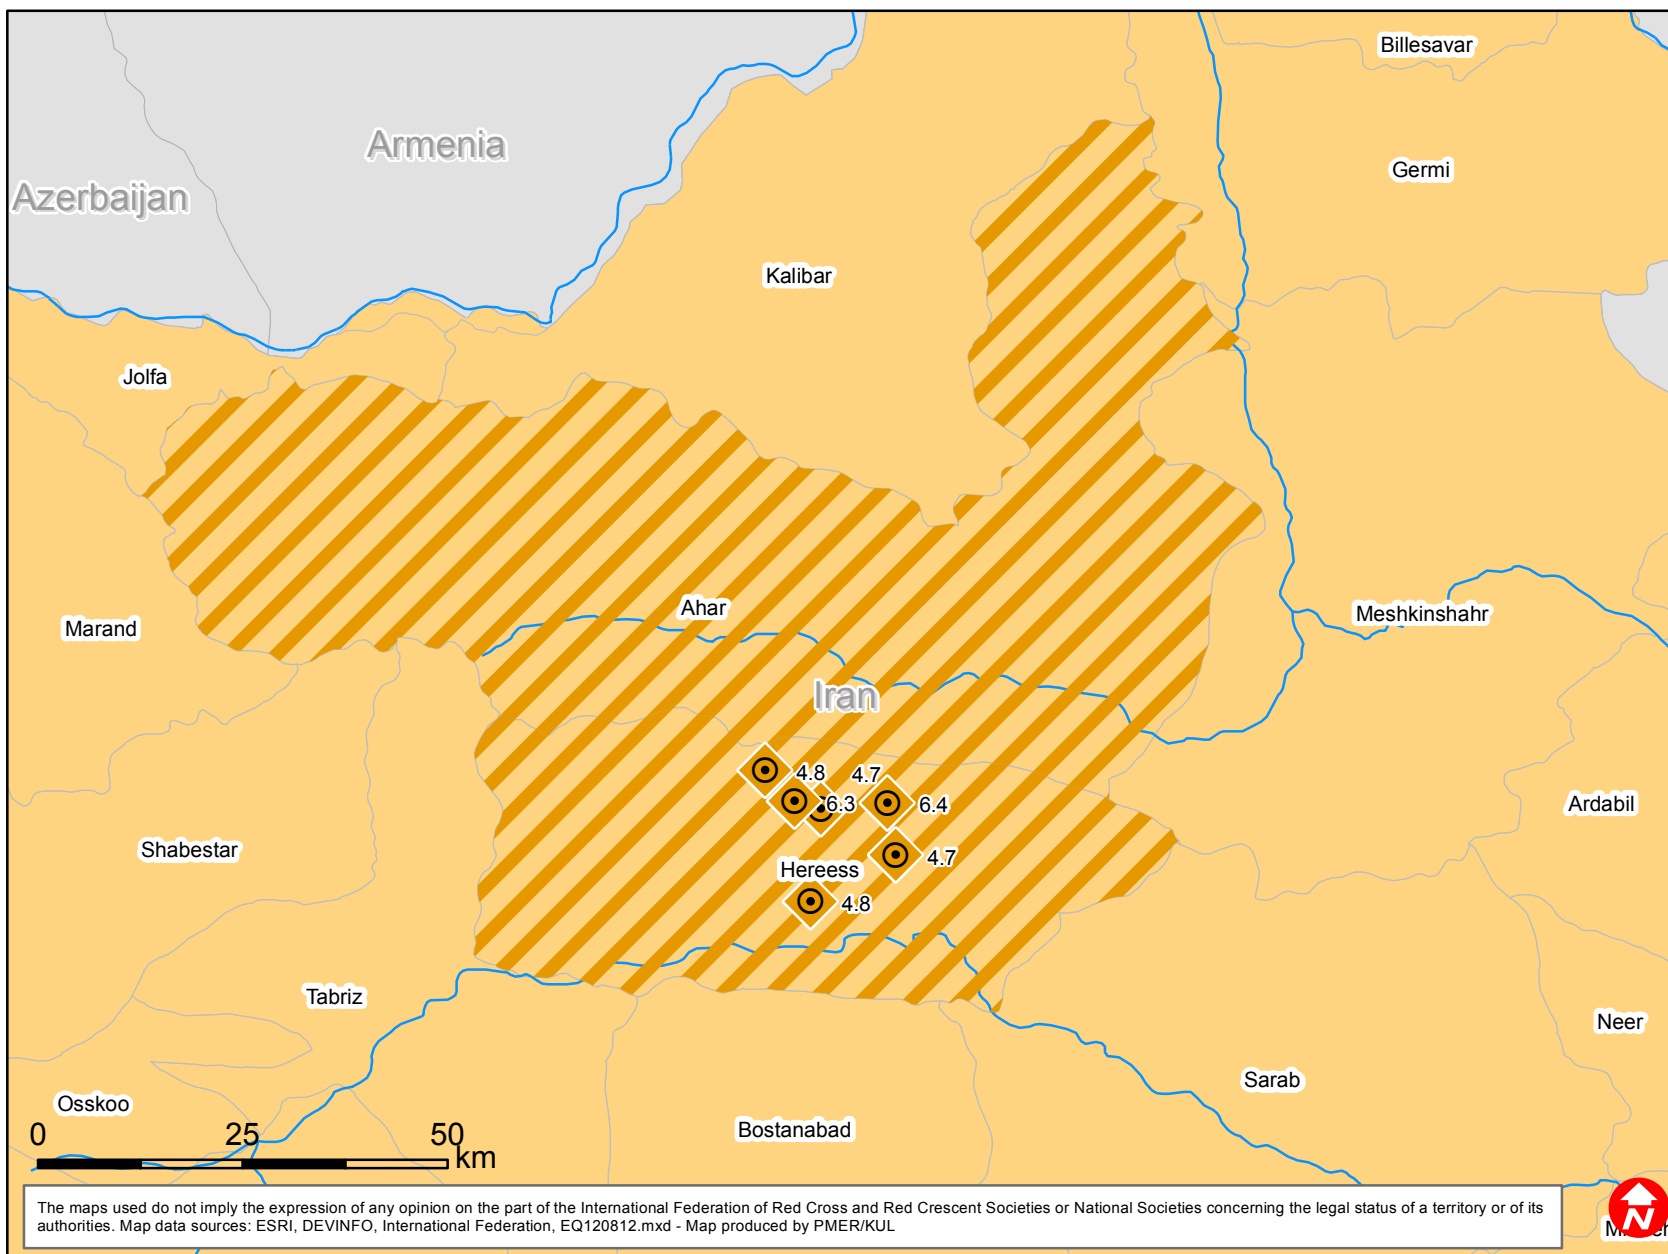 Billesavar
Armenia
Germi
Azerbaijan
Kalibar
Jolfa
Ahar
Meshkinshahr
Marand
Iran
4.8
4.7
6.3
6.4
Ardabil
Shabestar
4.7
Hereess
4.8
Tabriz
Neer
Sarab
Osskoo
Bostanabad
0 25 50
km
The maps used do not imply the expression of any opinion on the part of the International Federation of Red Cross and Red Crescent Societies or National Societies concerning the legal status of a territory or of its
authorities. Map data sources: ESRI, DEVINFO, International Federation, EQ120812.mxd - Map produced by PMER/KUL
N